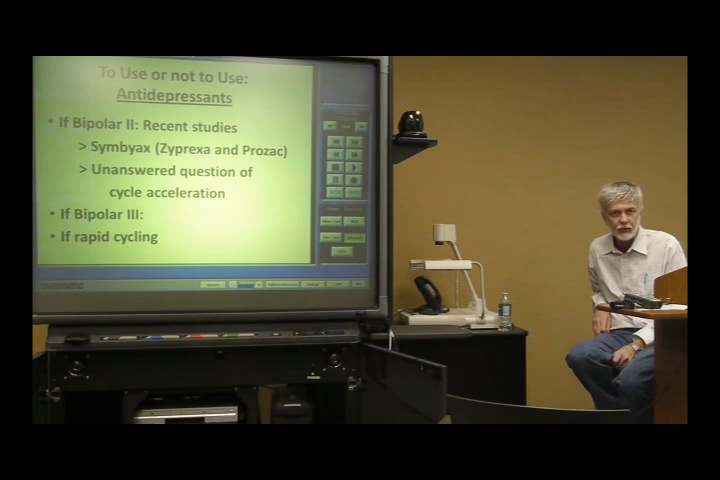 To Use or not to Use:
Antidepressants
• If Bipolar II: Recent studies
> Symbyax (Zyprexa and Prozac)
> Unanswered question of
cycle acceleration
• If Bipolar III:
• If rapid cycling